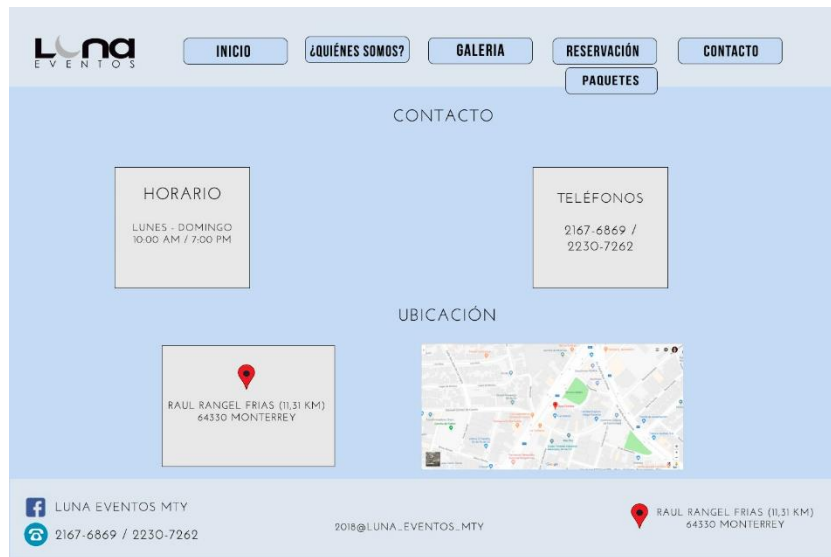 Luna
EVENTOS
INICIO
¿QUIÉNES SOMOS?
GALERIA
RESERVACIÓN
CONTACTO
PAQUETES
CONTACTO
HORARIO
LUNES - DOMINGO
10:00 AM / 7:00 PM
TELÉFONOS
2167-6869 /
2230-7262
UBICACIÓN
RAUL RANGEL FRIAS (11,31 KM)
64330 MONTERREY
LUNA EVENTOS MTY
2167-6869 / 2230-7262
2018@LUNA_EVENTOS_MTY
RAUL RANGEL FRIAS (11,31 KM)
64330 MONTERREY